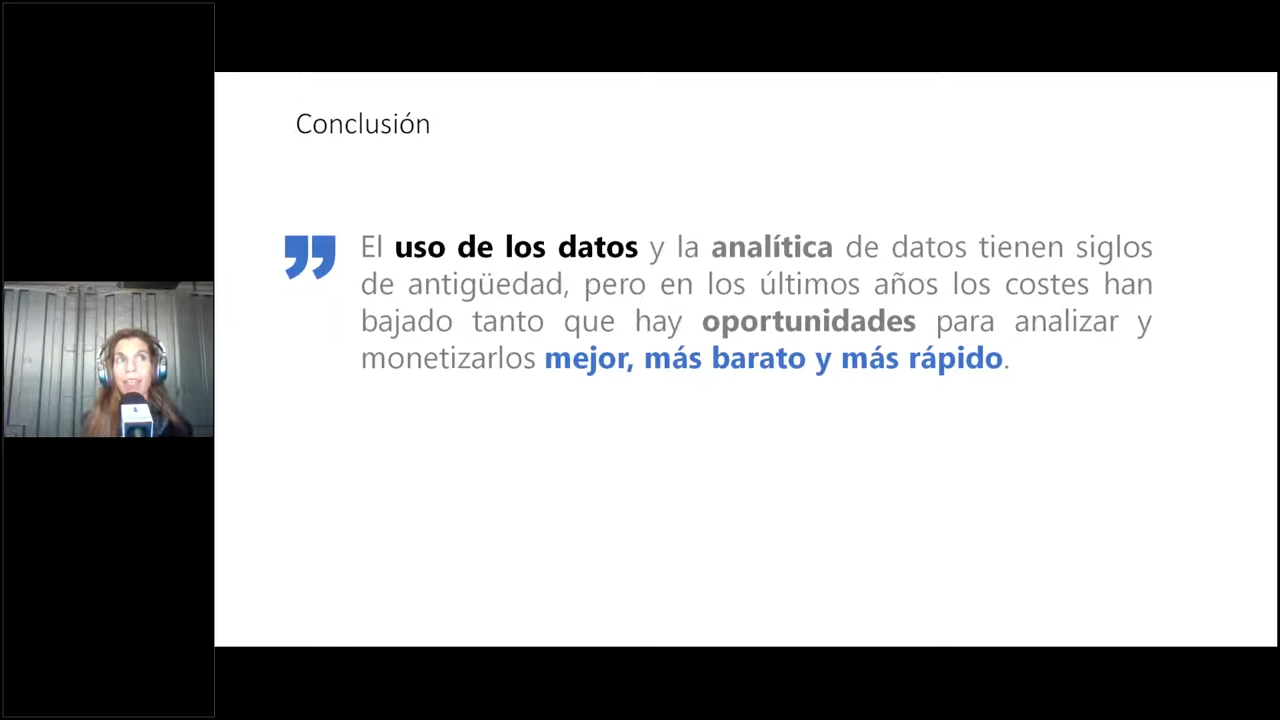 Conclusión
El uso de los datos y la analítica de datos tienen siglos
de antigüedad, pero en los últimos años los costes han
bajado tanto que hay oportunidades para analizar y
monetizarlos mejor, más barato y más rápido.